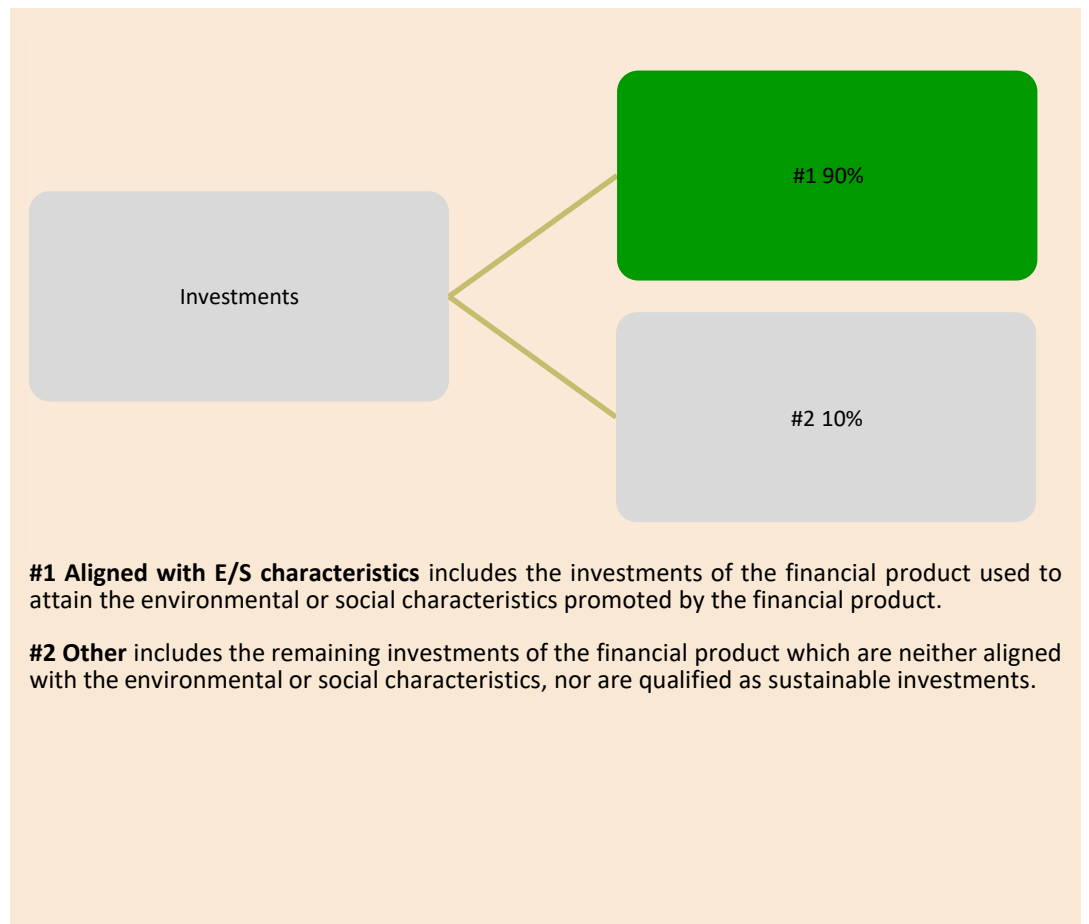 #1 90%
Investments
#2 10%
#1 Aligned with E/S characteristics includes the investments of the financial product used to
attain the environmental or social characteristics promoted by the financial product.
#2 Other includes the remaining investments of the financial product which are neither aligned
with the environmental or social characteristics, nor are qualified as sustainable investments.